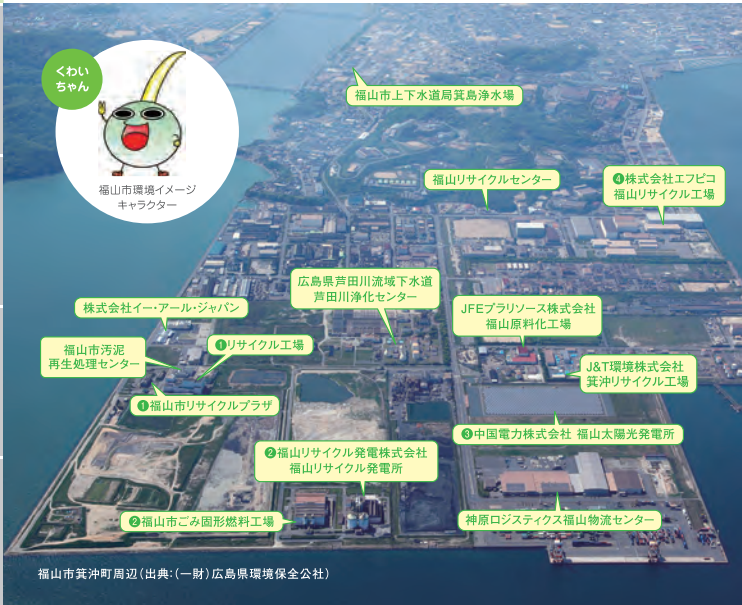 くわい
ちゃん
福山市環境イメージ
キャラクター
福山市上下水道局箕島浄水場
福山リサイクルセンター
❹株式会社エフピコ
福山リサイクル工場
広島県芦田川流域下水道
芦田川浄化センター
株式会社イー・アール・ジャパン
JFEプラリソース株式会社
福山原料化工場
❶リサイクル工場
福山市汚泥
再生処理センター
J&T環境株式会社
箕沖リサイクル工場
❶福山市リサイクルプラザ
❸中国電力株式会社 福山太陽光発電所
❷福山リサイクル発電株式会社
福山リサイクル発電所
❷福山市ごみ固形燃料工場
神原ロジスティクス福山物流センター
福山市箕沖町周辺(出典:(一財)広島県環境保全公社)